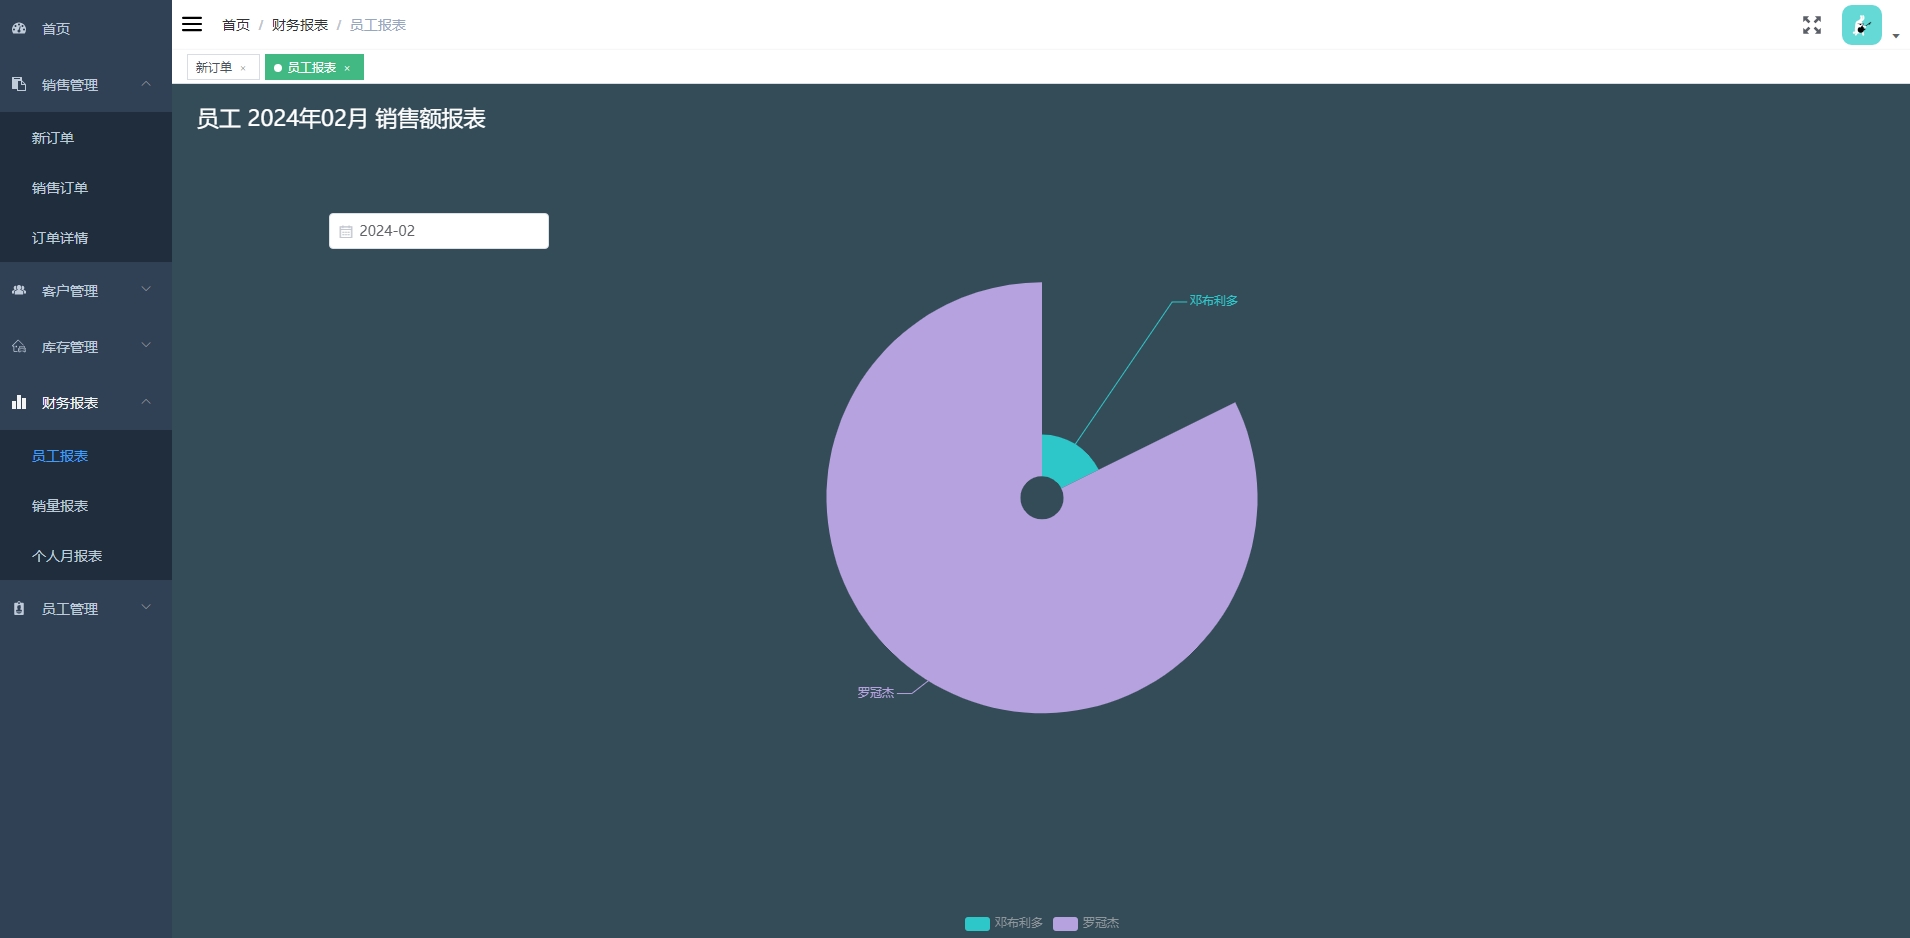 首页
销售管理
新订单
销售订单
订单详情
客户管理
库存管理
财务报表
员工报表
销量报表
个人月报表
员工管理
首页 / 财务报表 / 员工报表
新订单 × 员工报表 ×
员工 2024年02月 销售额报表
2024-02
邓布利多
罗冠杰
邓布利多 罗冠杰